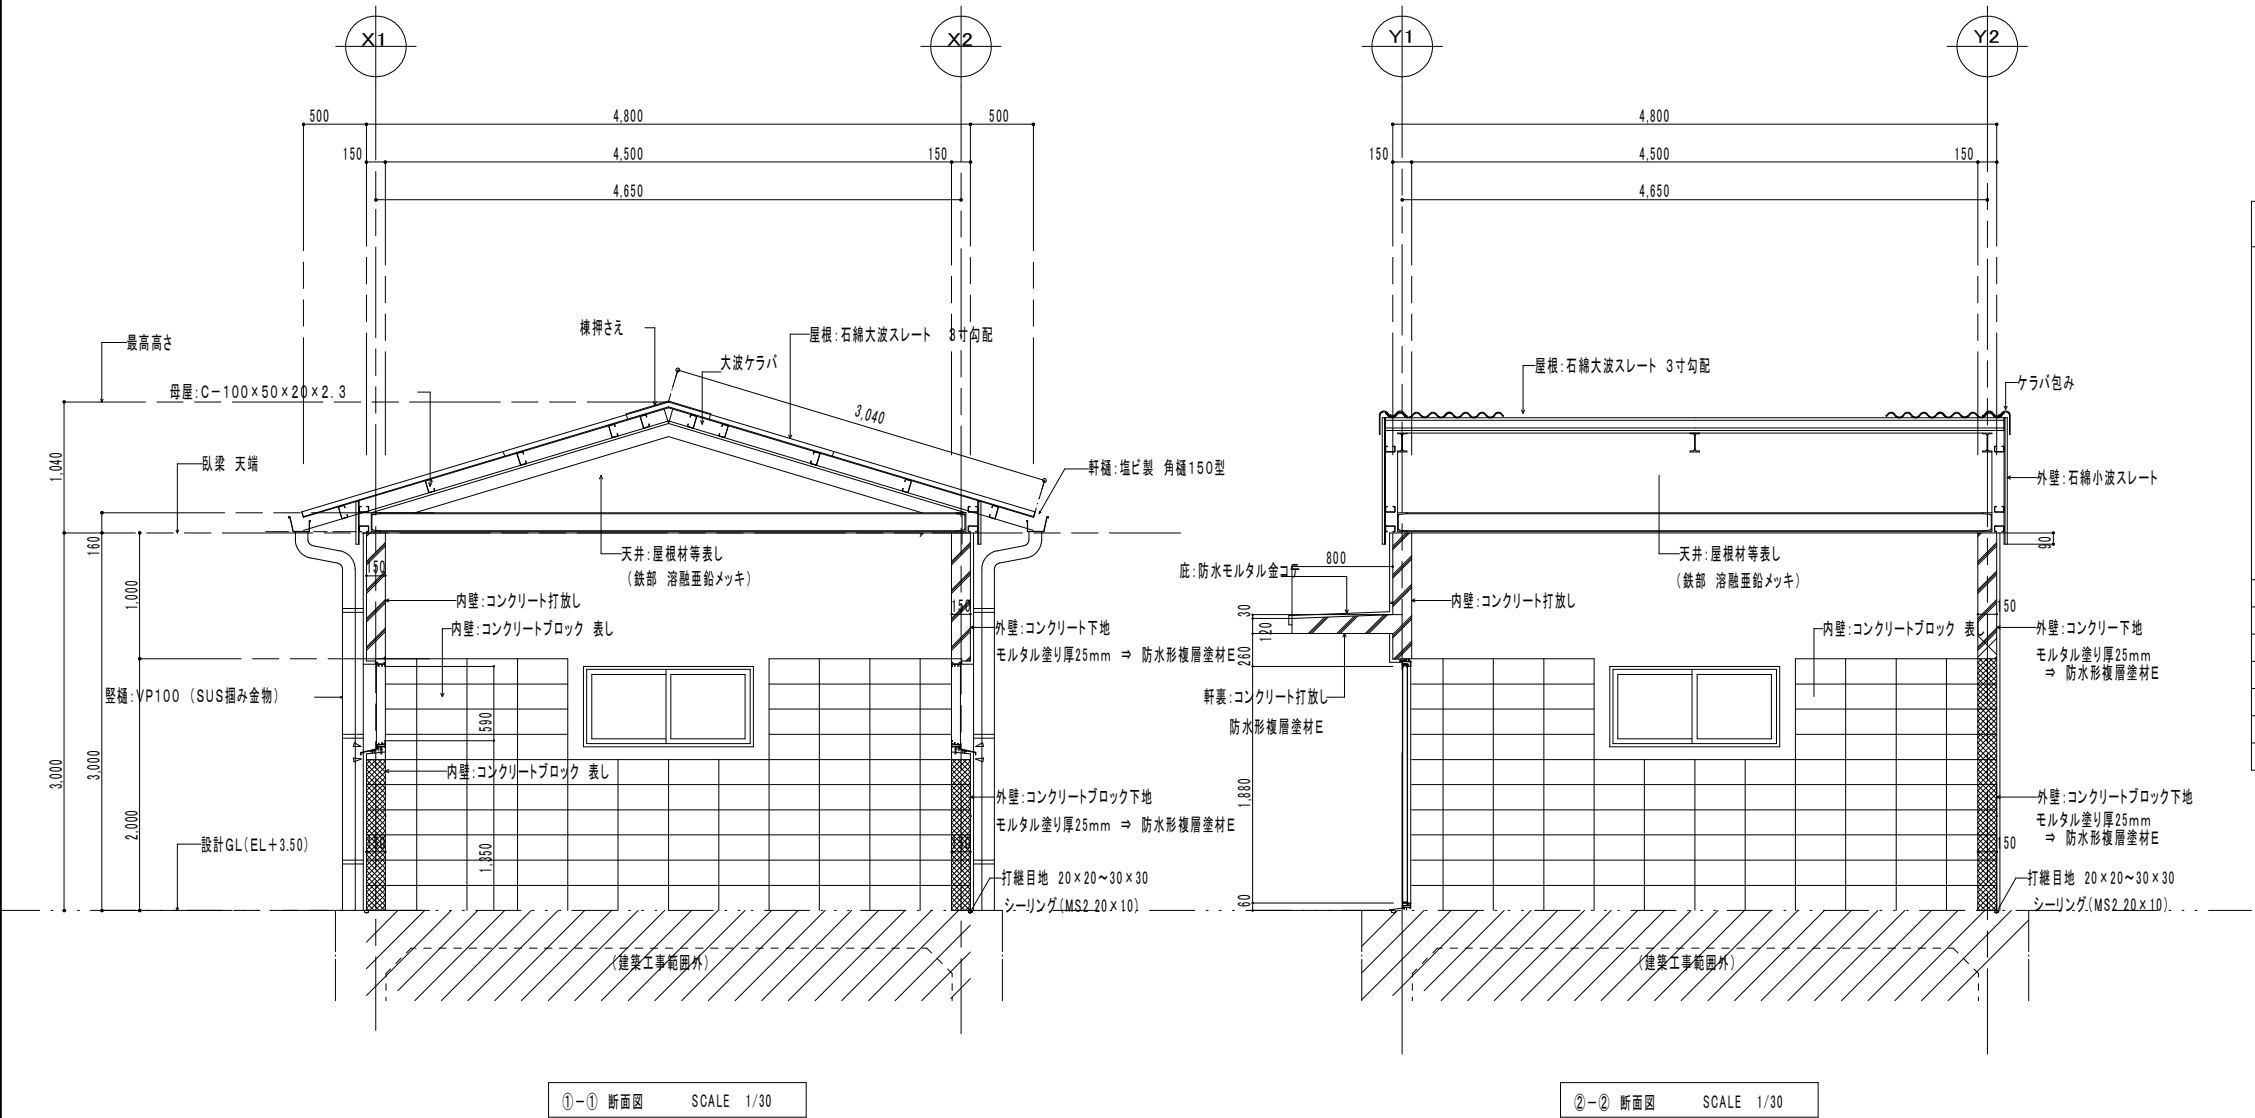 X1
X2
500
4,800
500
150
4,500
150
4,650
最高高さ
棟押さえ
屋根:石綿大波スレート 3寸勾配
大波ケラバ
母屋:C-100×50×20×2.3
3,040
1,040
臥梁 天端
軒樋:塩ビ製 角樋150型
160
天井:屋根材等表し
(鉄部 溶融亜鉛メッキ)
150
1,000
内壁:コンクリート打放し
150
内壁:コンクリートブロック 表し
外壁:コンクリート下地
モルタル塗り厚25mm ⇒ 防水形複層塗材E
竪樋:VP100 (SUS掴み金物)
590
3,000
3,000
内壁:コンクリートブロック 表し
外壁:コンクリートブロック下地
モルタル塗り厚25mm ⇒ 防水形複層塗材E
2,000
設計GL(EL+3.50)
1,350
打継目地 20×20~30×30
シーリング(MS2 20×10)
(建築工事範囲外)
①-① 断面図 SCALE 1/30
Y1
Y2
4,800
150
4,500
150
4,650
屋根:石綿大波スレート 3寸勾配
ケラバ包み
外壁:石綿小波スレート
90
天井:屋根材等表し
(鉄部 溶融亜鉛メッキ)
800
庇:防水モルタル金コテ
内壁:コンクリート打放し
30
120
260
150
内壁:コンクリートブロック 表し
外壁:コンクリー下地
モルタル塗り厚25mm
⇒ 防水形複層塗材E
軒裏:コンクリート打放し
防水形複層塗材E
1,880
外壁:コンクリートブロック下地
モルタル塗り厚25mm
⇒ 防水形複層塗材E
150
60
打継目地 20×20~30×30
シーリング(MS2 20×10)
(建築工事範囲外)
②-② 断面図 SCALE 1/30